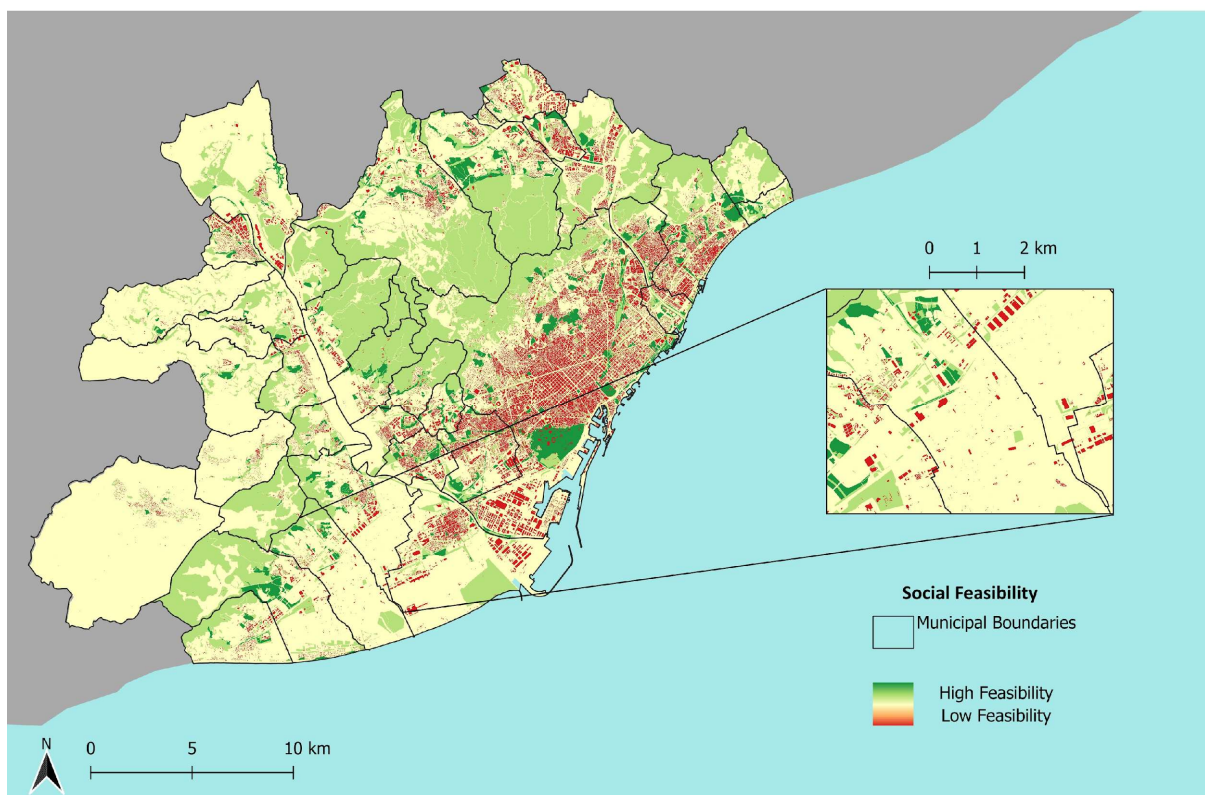 0 1 2 km
Social Feasibility
Municipal Boundaries
High Feasibility
Low Feasibility
N
0 5 10 km